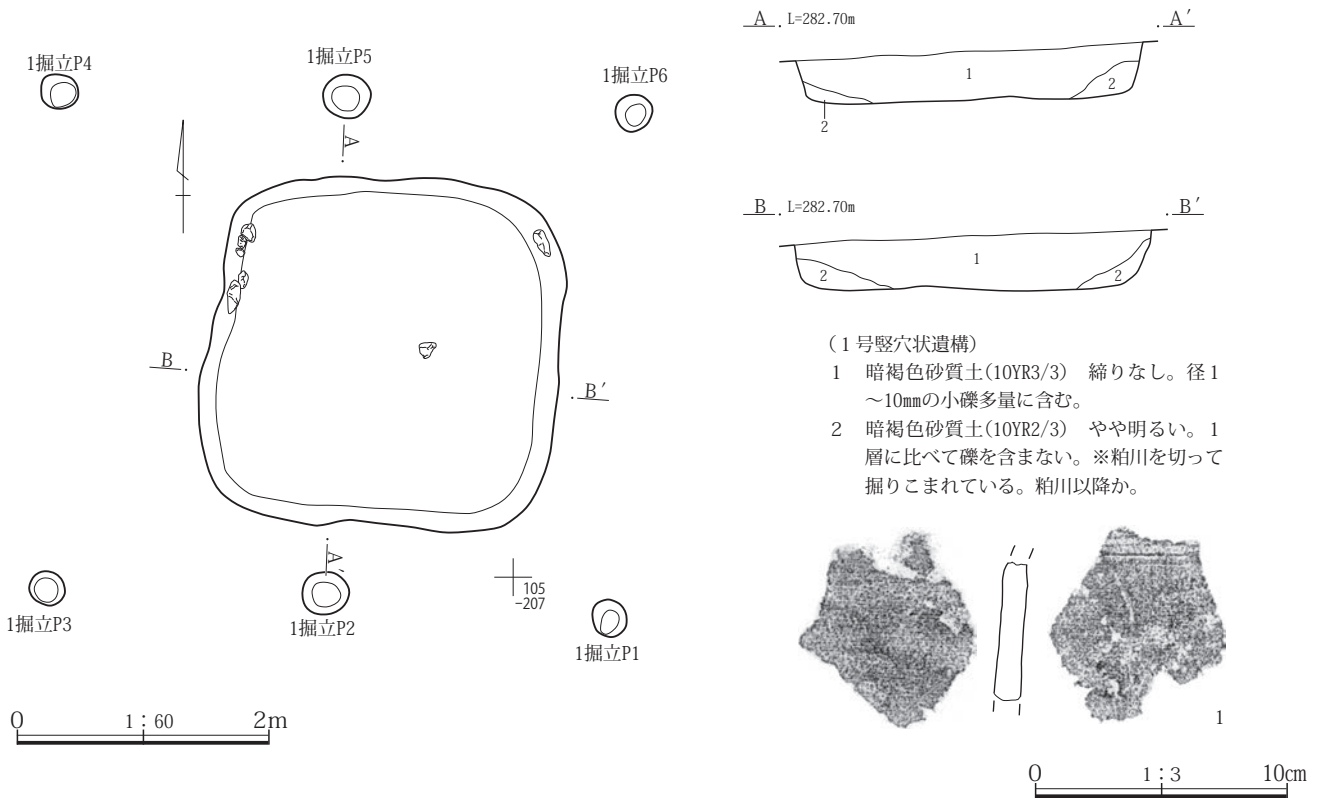 1掘立P4
1掘立P5
1掘立P6
A
B
B′
A′
105
-207
1掘立P3
1掘立P2
1掘立P1
0 1：60 2m
A L=282.70m A′
1
2
2
B L=282.70m B′
1
2
2
（1号竪穴状遺構）
1 暗褐色砂質土(10YR3/3) 締りなし。径1
～10㎜の小礫多量に含む。
2 暗褐色砂質土(10YR2/3) やや明るい。1
層に比べて礫を含まない。※粕川を切って
掘りこまれている。粕川以降か。
1
0 1：3 10㎝